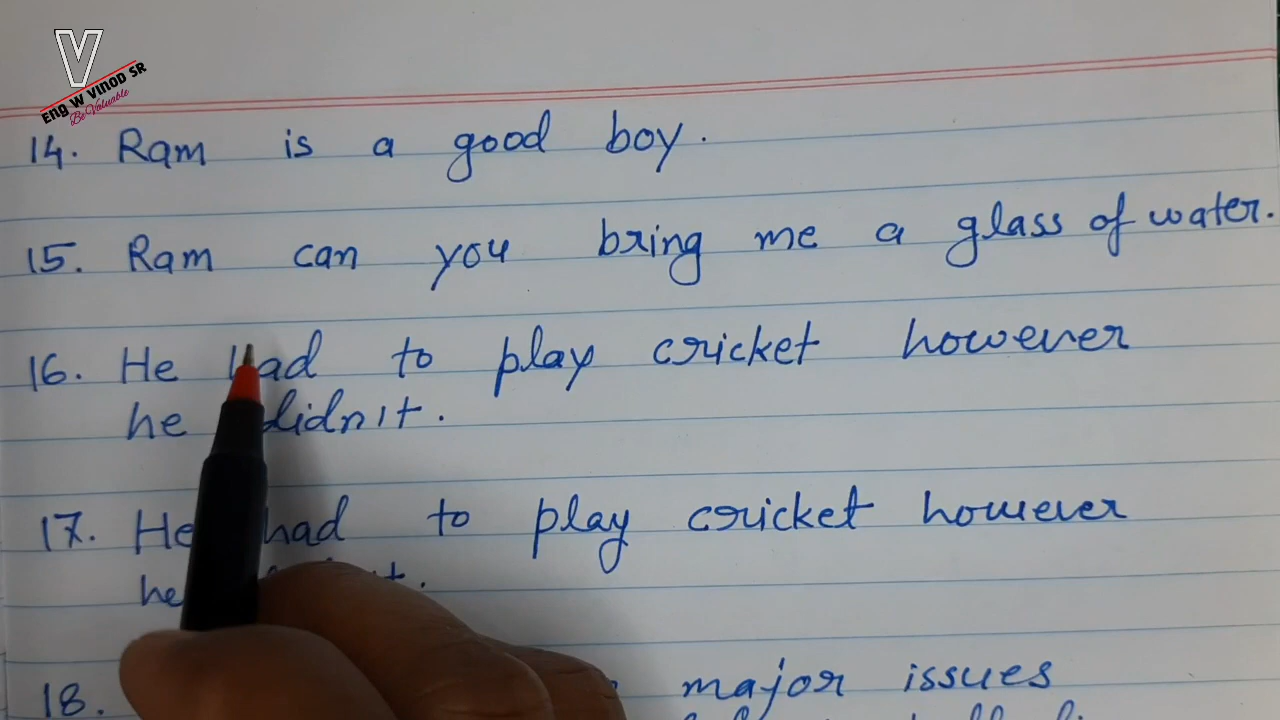 V
Eng W Vinod SR
Be Valuable
14. Ram is a good boy.
15. Ram can you bring me a glass of water.
16. He had to play cricket however
he didn't.
17. He had to play cricket however
he
18. major issues